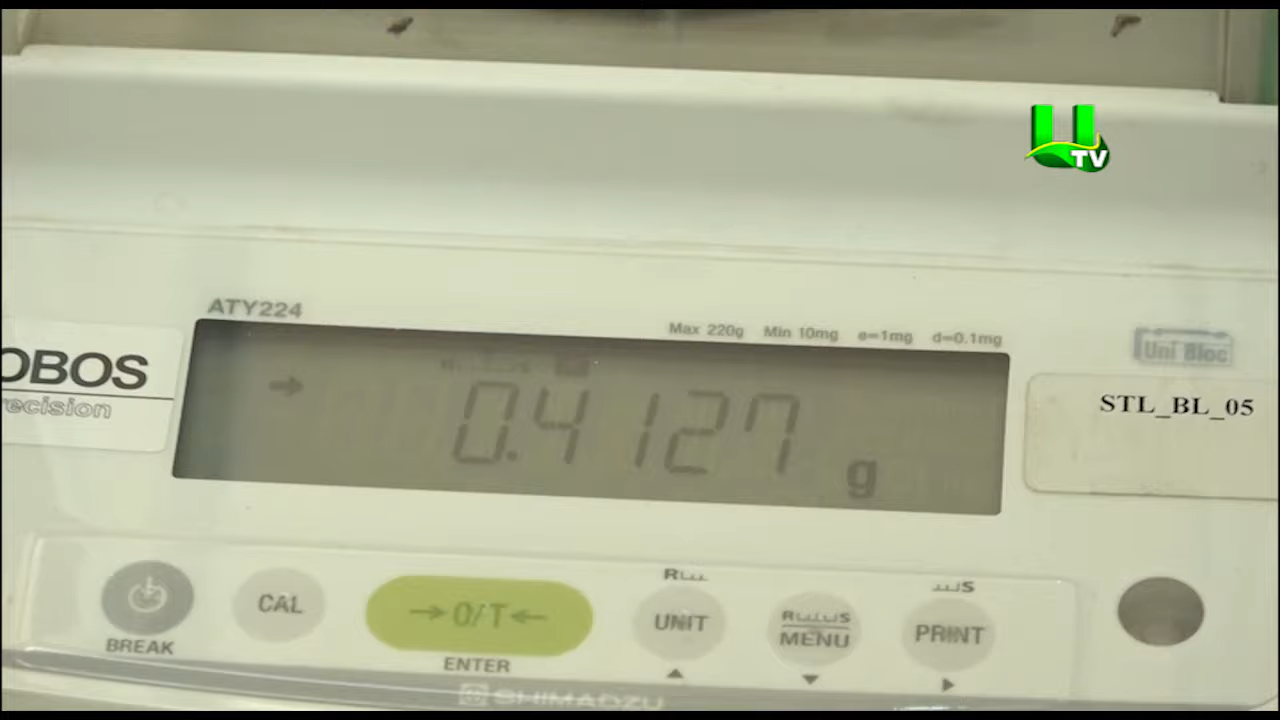 U
TV
ATY224
Max 220g Min 10mg e=1mg d=0.1mg
Uni Bloc
OBOS
recision
0.4127 g
STL_BL_05
CAL
→0/T←
UNIT
MENU
PRINT
BREAK
ENTER
SHIMADZU